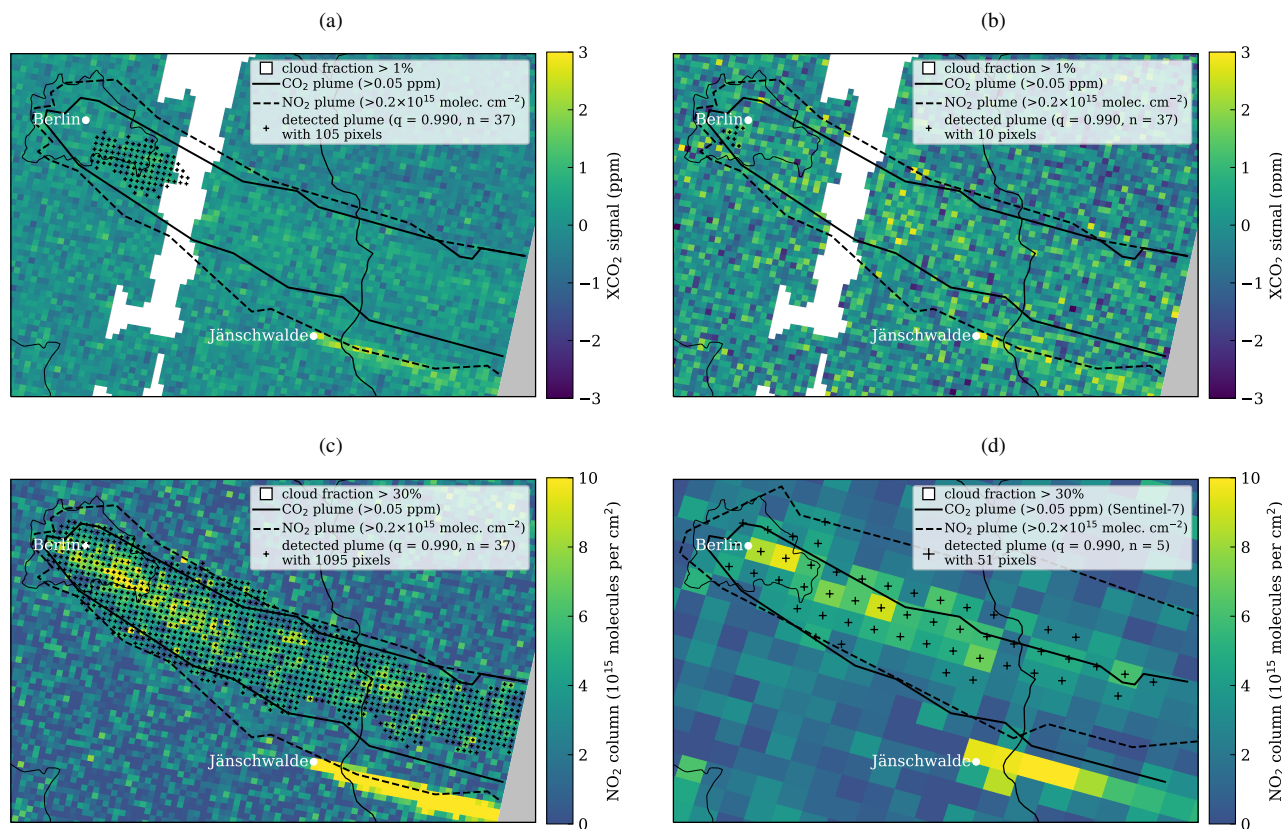 (a)
cloud fraction > 1%
CO₂ plume (>0.05 ppm)
NO₂ plume (>0.2×10¹⁵ molec. cm⁻²)
detected plume (q = 0.990, n = 37)
with 105 pixels
Berlin
Jänschwalde
3
2
1
0
−1
−2
−3
XCO₂ signal (ppm)
(b)
cloud fraction > 1%
CO₂ plume (>0.05 ppm)
NO₂ plume (>0.2×10¹⁵ molec. cm⁻²)
detected plume (q = 0.990, n = 37)
with 10 pixels
Berlin
Jänschwalde
3
2
1
0
−1
−2
−3
XCO₂ signal (ppm)
(c)
cloud fraction > 30%
CO₂ plume (>0.05 ppm)
NO₂ plume (>0.2×10¹⁵ molec. cm⁻²)
detected plume (q = 0.990, n = 37)
with 1095 pixels
Berlin
Jänschwalde
10
8
6
4
2
0
NO₂ column (10¹⁵ molecules per cm²)
(d)
cloud fraction > 30%
CO₂ plume (>0.05 ppm) (Sentinel-7)
NO₂ plume (>0.2×10¹⁵ molec. cm⁻²)
detected plume (q = 0.990, n = 5)
with 51 pixels
Berlin
Jänschwalde
10
8
6
4
2
0
NO₂ column (10¹⁵ molecules per cm²)